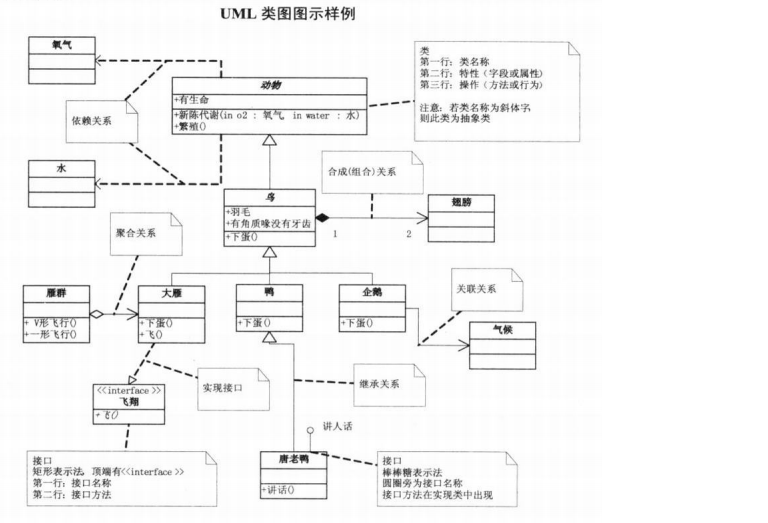 UML 类图图示样例
氧气
动物
+有生命
+新陈代谢(in o2 : 氧气, in water : 水)
+繁殖()
类
第一行: 类名称
第二行: 特性 (字段或属性)
第三行: 操作 (方法或行为)
注意: 若类名称为斜体字,
则此类为抽象类
依赖关系
水
合成(组合)关系
鸟
+羽毛
+有角质喙没有牙齿
+下蛋()
1
2
翅膀
聚合关系
雁群
+ V形飞行()
+一形飞行()
大雁
+下蛋()
+飞()
鸭
+下蛋()
企鹅
+下蛋()
关联关系
气候
<<interface>>
飞翔
+飞()
实现接口
继承关系
讲人话
接口
矩形表示法, 顶端有<<interface>>
第一行: 接口名称
第二行: 接口方法
唐老鸭
+讲话()
接口
棒棒糖表示法
圆圈旁为接口名称
接口方法在实现类中出现